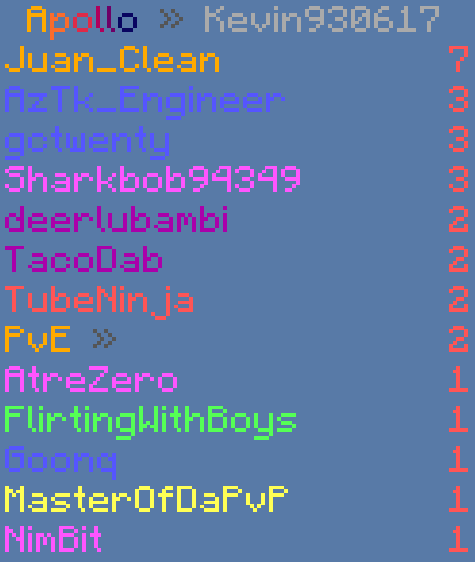 Apollo » Kevin930617
Juan_Clean 7
AzTk_Engineer 3
gotwenty 3
Sharkbob94349 3
deerlubambi 2
TacoDab 2
TubeNinja 2
PvE » 2
AtreZero 1
FlirtingWithBoys 1
Goonq 1
MasterOfDaPvP 1
NimBit 1